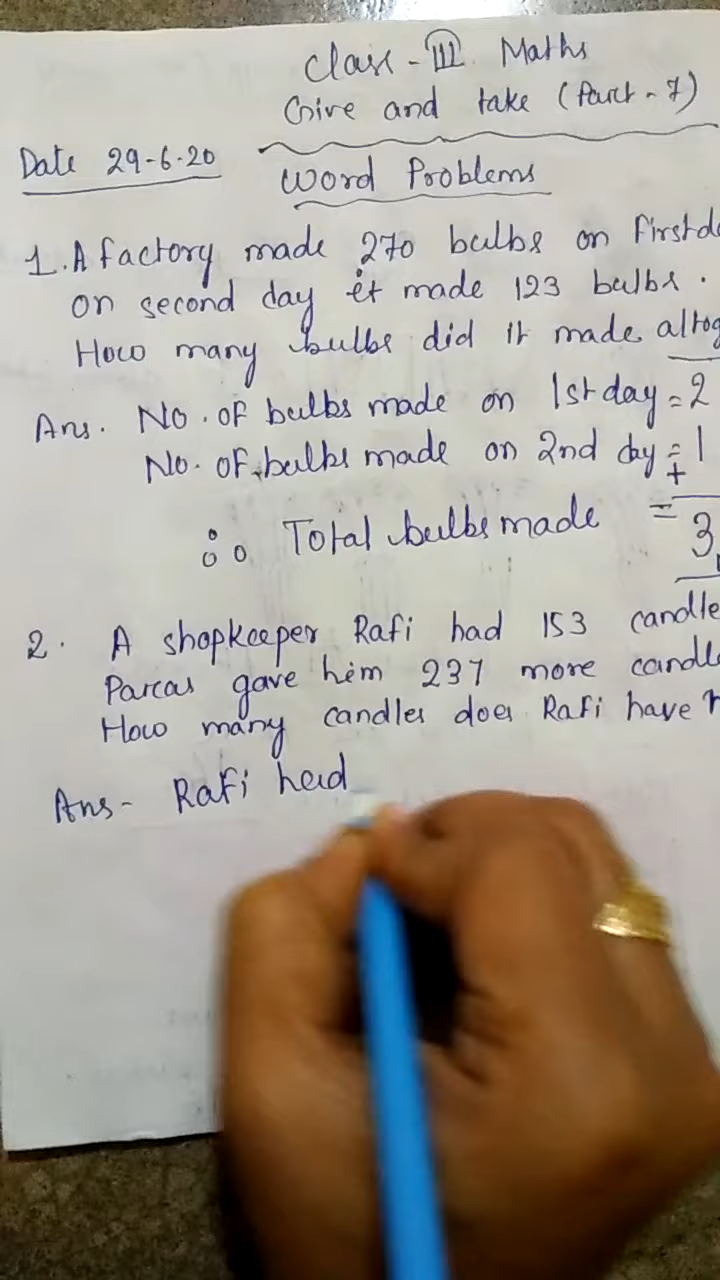 Class - III Maths
Give and take (Part - 7)
Date 29-6-20
Word Problems
1. A factory made 270 bulbs on First
on second day it made 123 bulbs.
How many bulbs did it made
Ans. No. of bulbs made on 1st day = 2
No. of bulbs made on 2nd day = 1
+
∴ Total bulbs made = 3
2. A shopkeeper Rafi had 153 candle
gave him 237 more candl
How many candles does Rafi have
Ans - Rafi had